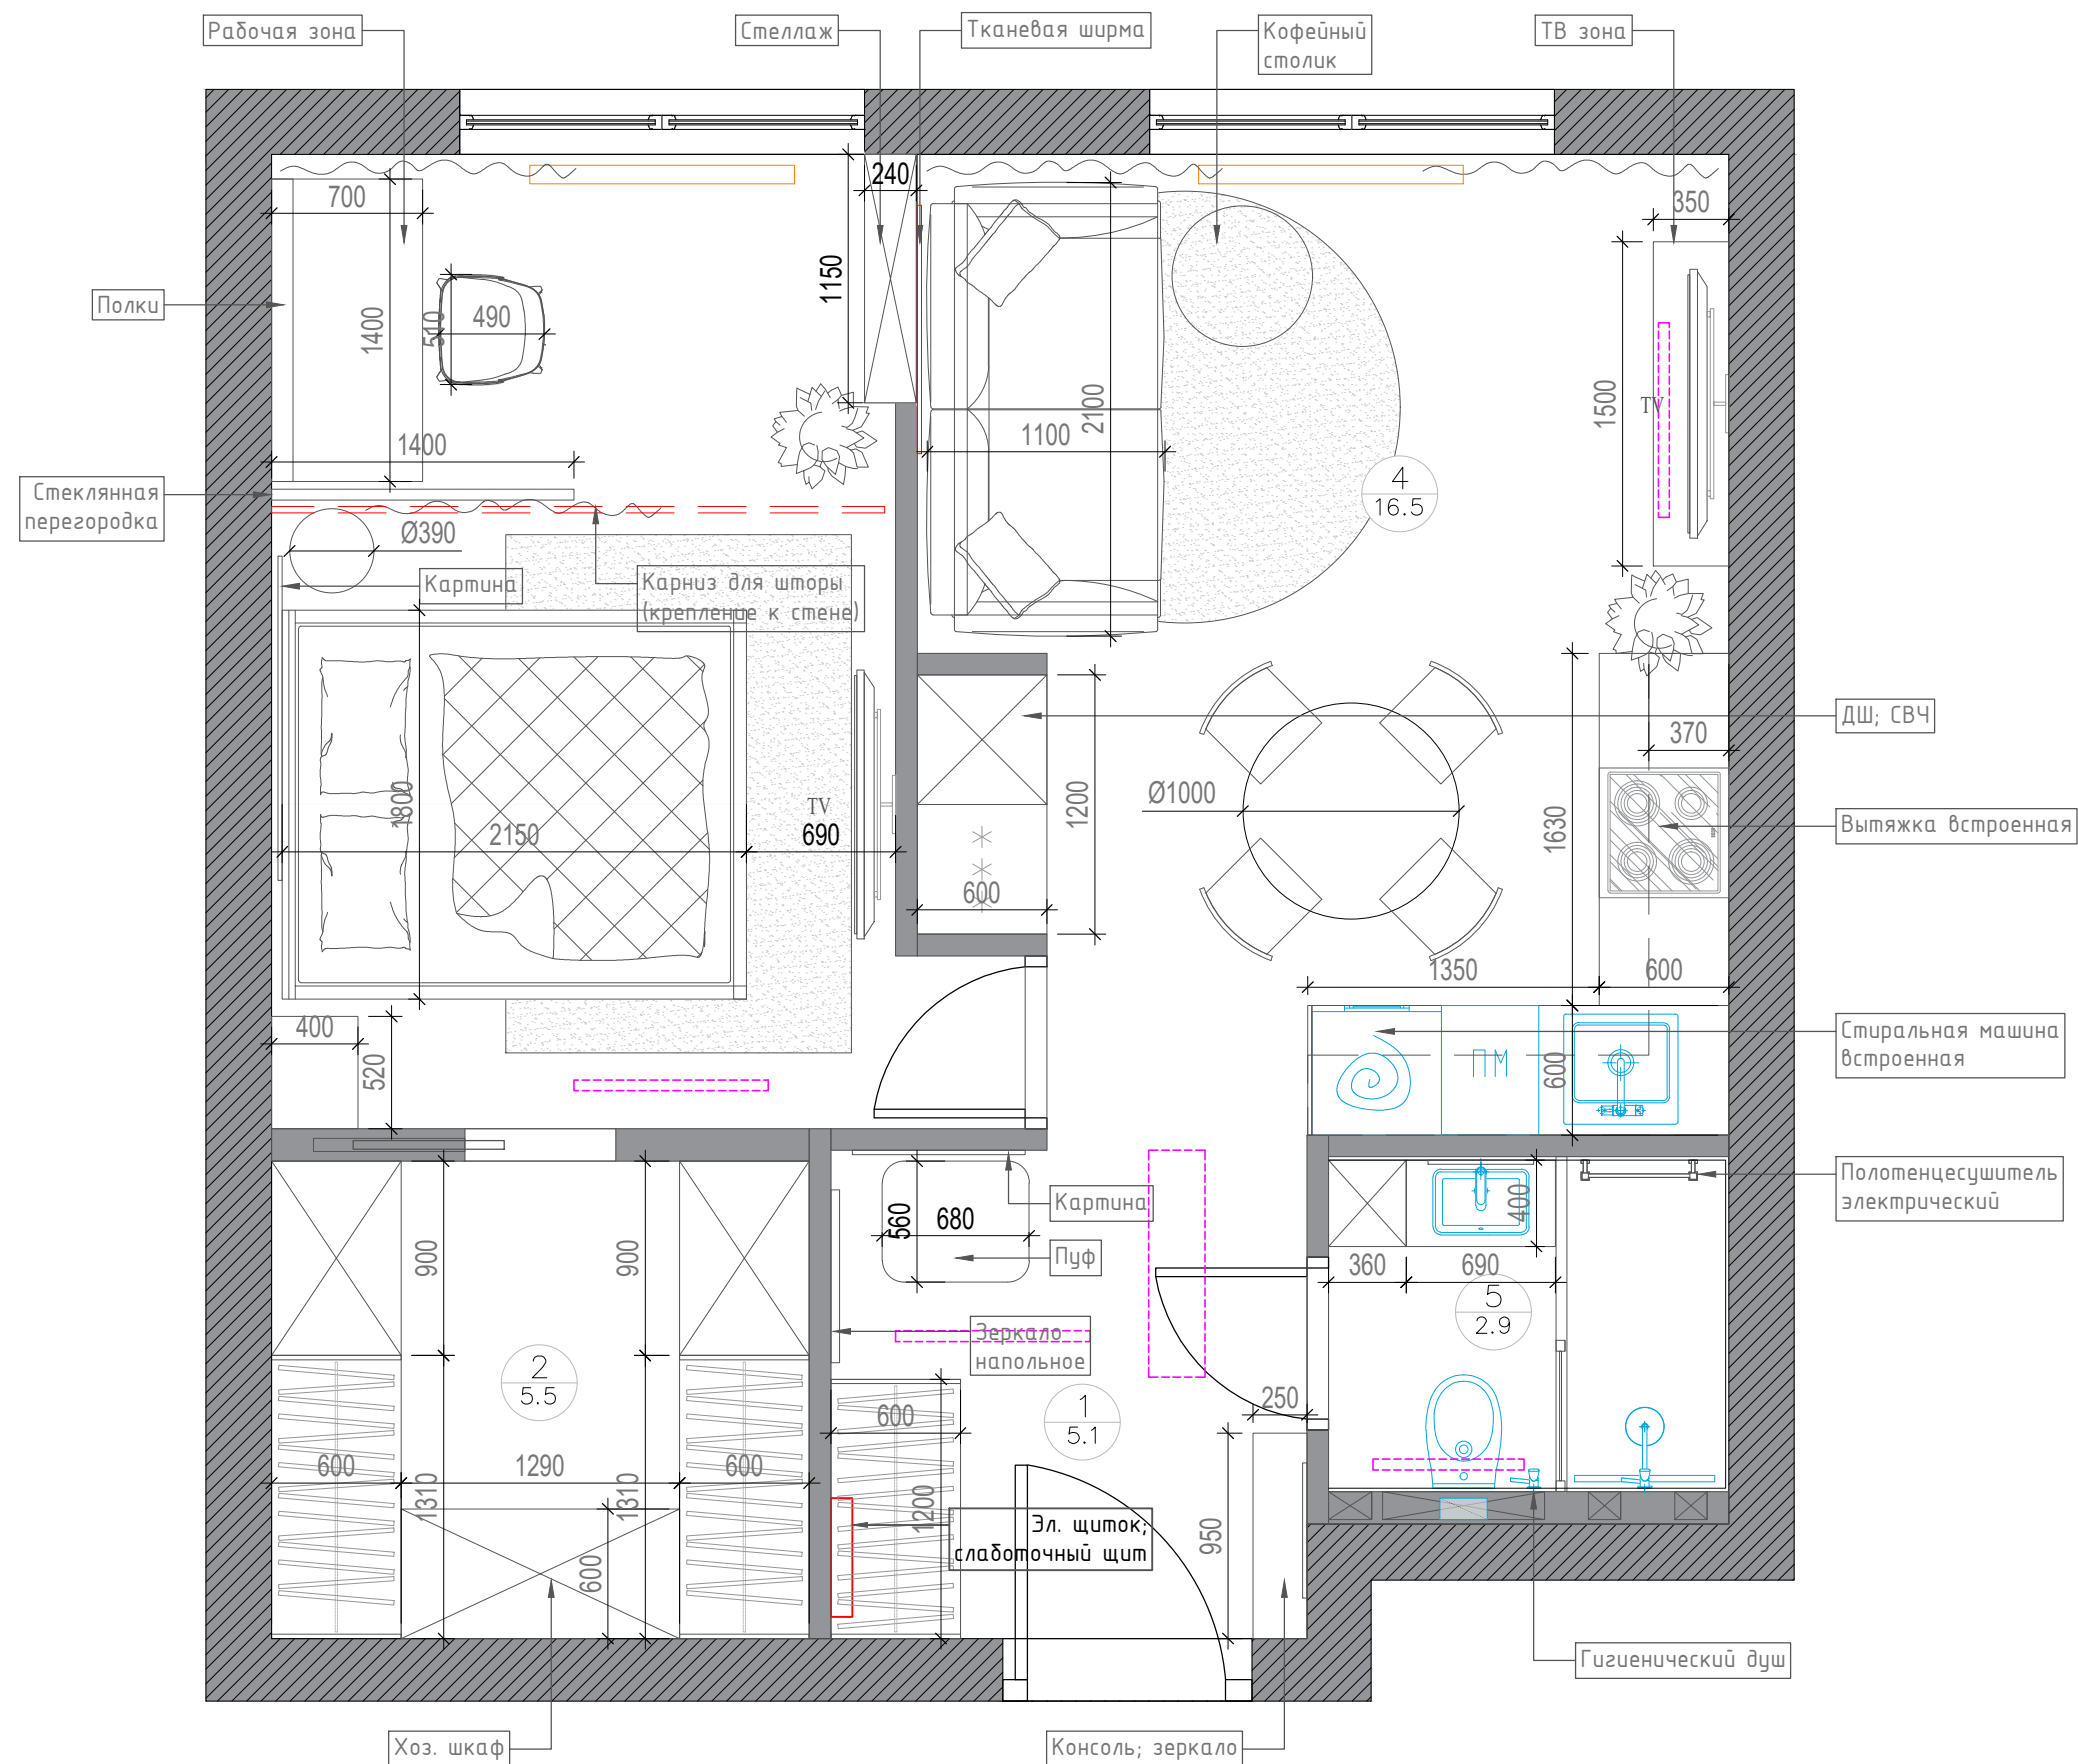 Рабочая зона
Стеллаж
Тканевая ширма
Кофейный
столик
ТВ зона
240
700
350
1150
Полки
1400
510
490
1500
TV
2100
1100
1400
4
16.5
Стеклянная
перегородка
Ø390
Картина
Карниз для шторы
(крепление к стене)
ДШ; СВЧ
370
1800
2150
TV
690
1200
Ø1000
1630
Вытяжка встроенная
600
1350
600
400
520
ПМ
600
Стиральная машина
встроенная
Полотенцесушитель
электрический
Картина
400
560
680
Пуф
900
900
360
690
5
2.9
Зеркало
напольное
2
5.5
1
5.1
250
600
600
1290
600
1310
1310
1200
Эл. щиток;
слаботочный щит
950
600
Гигиенический душ
Хоз. шкаф
Консоль; зеркало